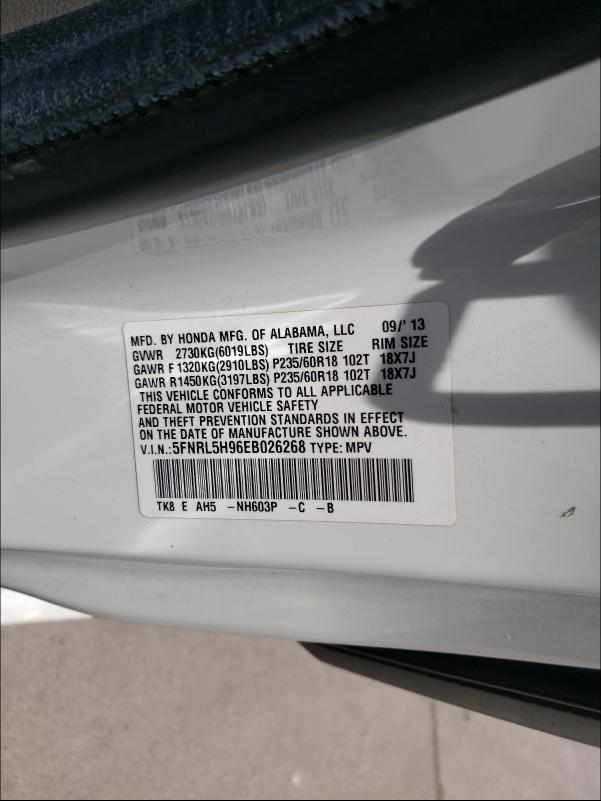 MFD. BY HONDA MFG. OF ALABAMA, LLC 09/' 13
GVWR 2730KG(6019LBS) TIRE SIZE RIM SIZE
GAWR F 1320KG(2910LBS) P235/60R18 102T 18X7J
GAWR R1450KG(3197LBS) P235/60R18 102T 18X7J
THIS VEHICLE CONFORMS TO ALL APPLICABLE
FEDERAL MOTOR VEHICLE SAFETY
AND THEFT PREVENTION STANDARDS IN EFFECT
ON THE DATE OF MANUFACTURE SHOWN ABOVE.
V.I.N.:5FNRL5H96EB026268 TYPE: MPV
TK8 E AH5 -NH603P -C -B